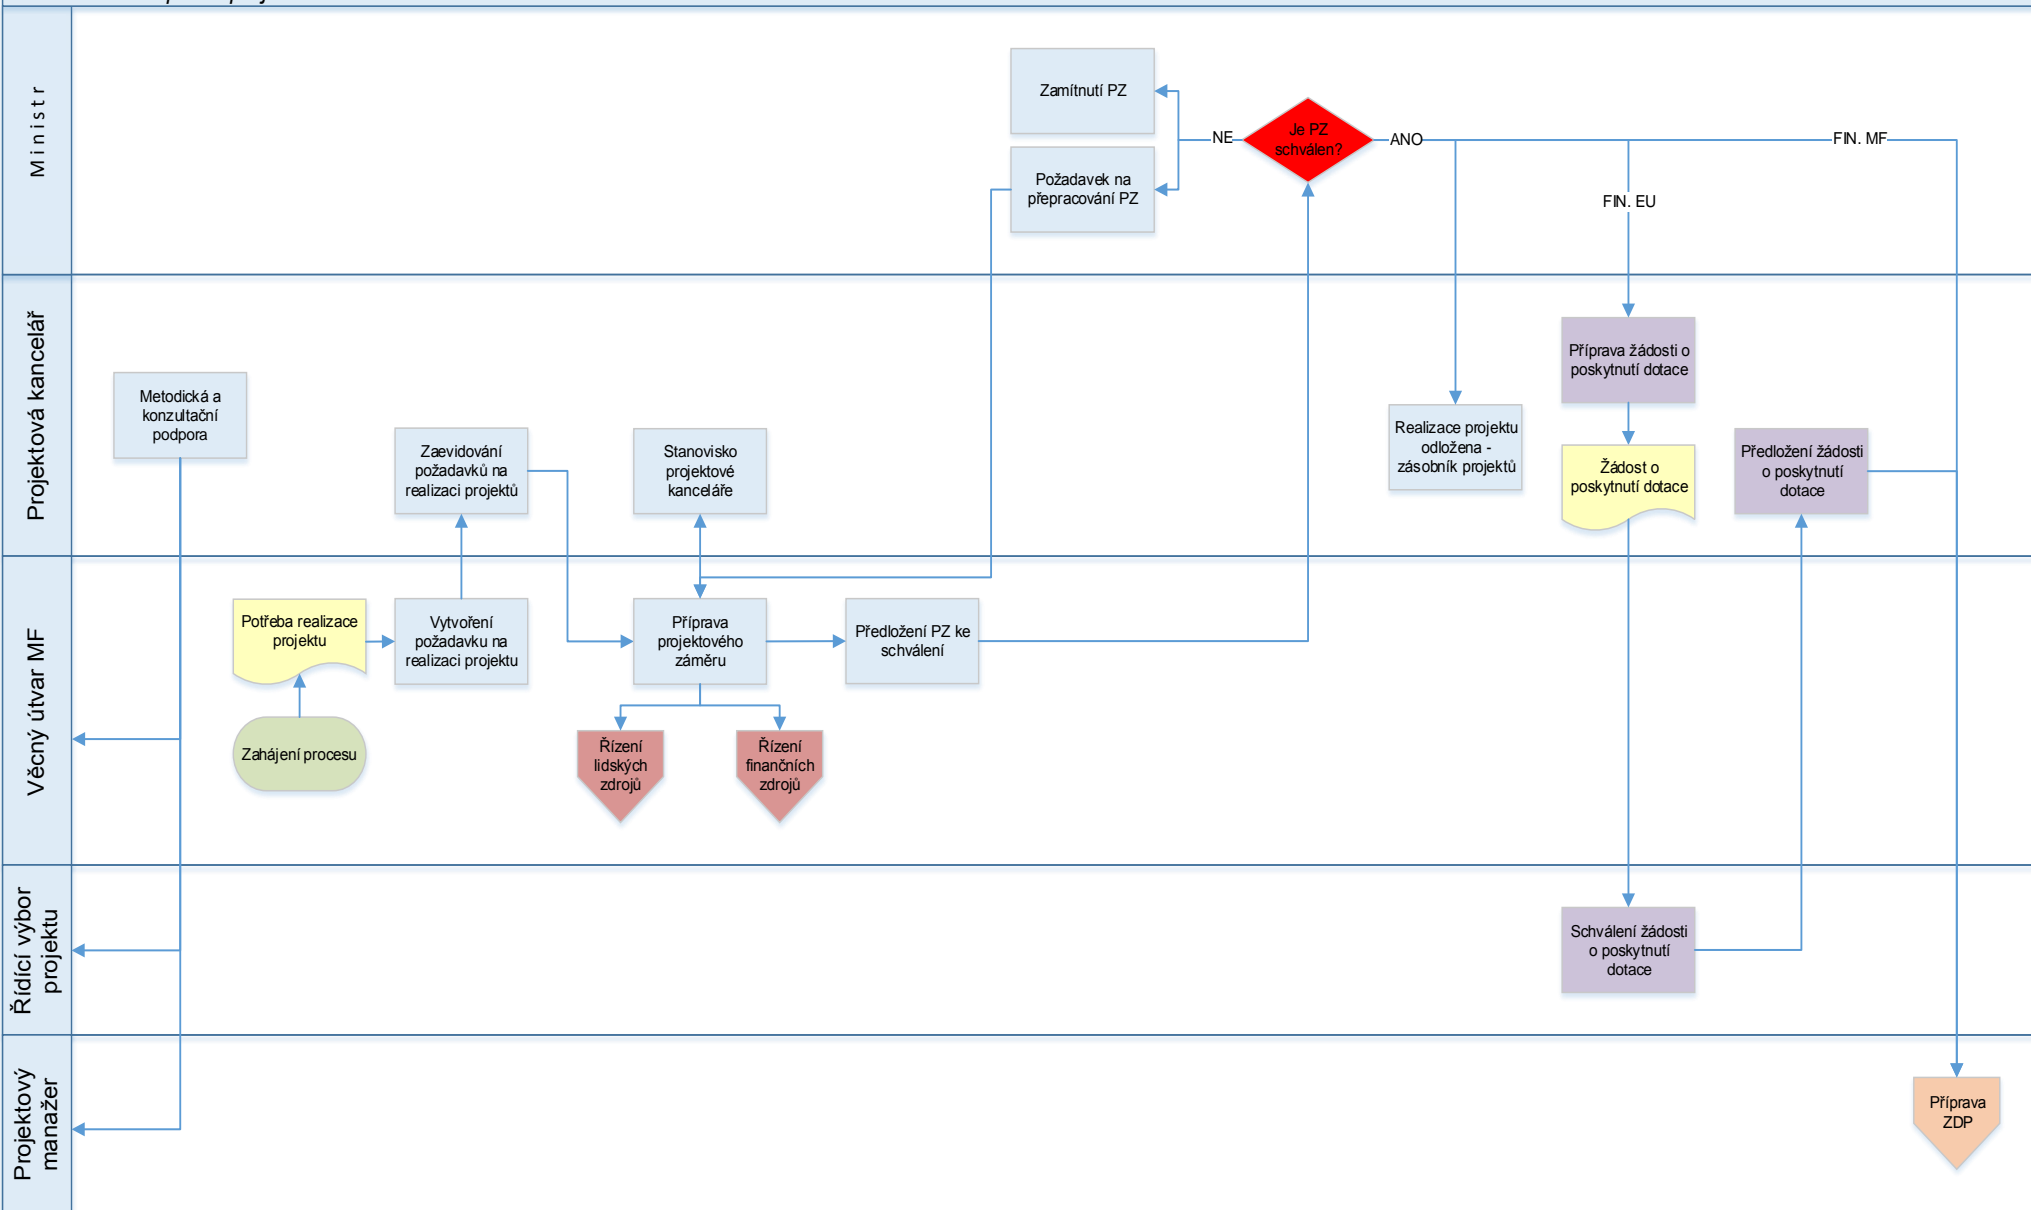 Ministr
Zamítnutí PZ
Požadavek na
přepracování PZ
NE
Je PZ
schválen?
ANO
FIN. EU
FIN. MF
Projektová kancelář
Metodická a
konzultační
podpora
Zaevidování
požadavků na
realizaci projektů
Stanovisko
projektové
kanceláře
Realizace projektu
odložena -
zásobník projektů
Příprava žádosti o
poskytnutí dotace
Žádost o
poskytnutí dotace
Předložení žádosti
o poskytnutí
dotace
Věcný útvar MF
Potřeba realizace
projektu
Zahájení procesu
Vytvoření
požadavku na
realizaci projektu
Příprava
projektového
záměru
Předložení PZ ke
schválení
Řízení
lidských
zdrojů
Řízení
finančních
zdrojů
Řídící výbor
projektu
Schválení žádosti
o poskytnutí
dotace
Projektový
manažer
Příprava
ZDP